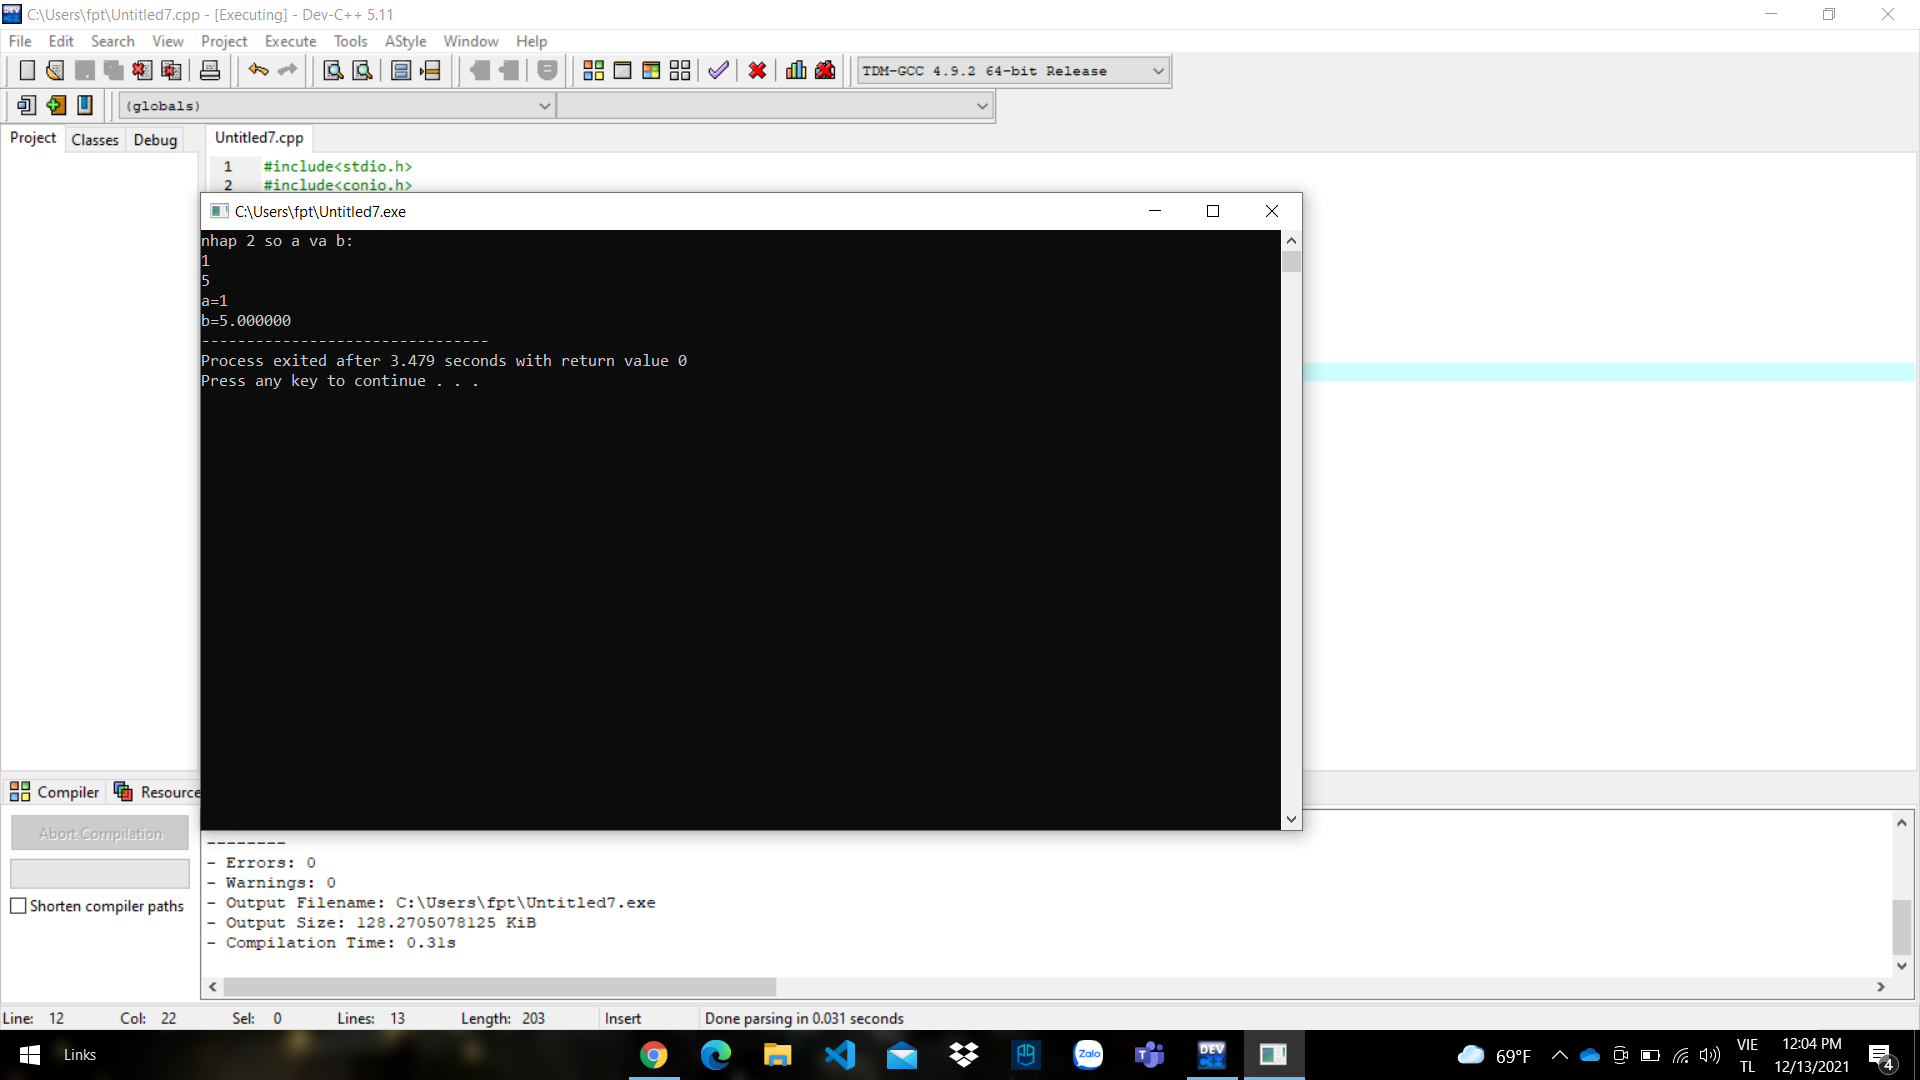 C:\Users\fpt\Untitled7.cpp - [Executing] - Dev-C++ 5.11
File Edit Search View Project Execute Tools AStyle Window Help
TDM-GCC 4.9.2 64-bit Release
(globals)
Project Classes Debug Untitled7.cpp
1 #include<stdio.h>
2 #include<conio.h>
C:\Users\fpt\Untitled7.exe
nhap 2 so a va b:
1
5
a=1
b=5.000000
--------------------------------
Process exited after 3.479 seconds with return value 0
Press any key to continue . . .
Compiler Resource
Abort Compilation
Shorten compiler paths
--------
- Errors: 0
- Warnings: 0
- Output Filename: C:\Users\fpt\Untitled7.exe
- Output Size: 128.2705078125 KiB
- Compilation Time: 0.31s
Line: 12 Col: 22 Sel: 0 Lines: 13 Length: 203 Insert Done parsing in 0.031 seconds
Links
Zalo
DEV C++
69°F
VIE
TL
12:04 PM
12/13/2021
4